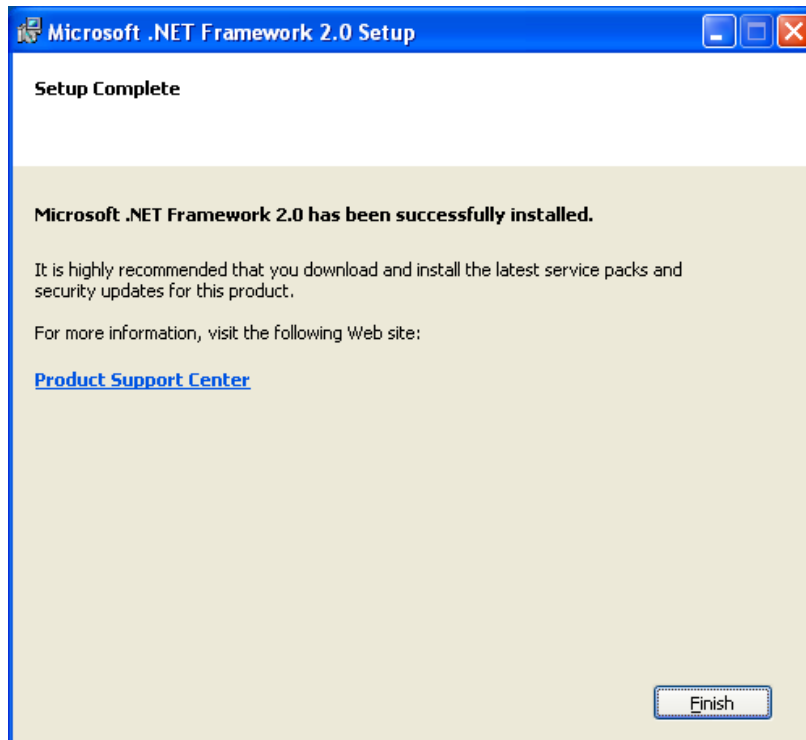 Microsoft .NET Framework 2.0 Setup
Setup Complete
Microsoft .NET Framework 2.0 has been successfully installed.
It is highly recommended that you download and install the latest service packs and
security updates for this product.
For more information, visit the following Web site:
Product Support Center
Finish